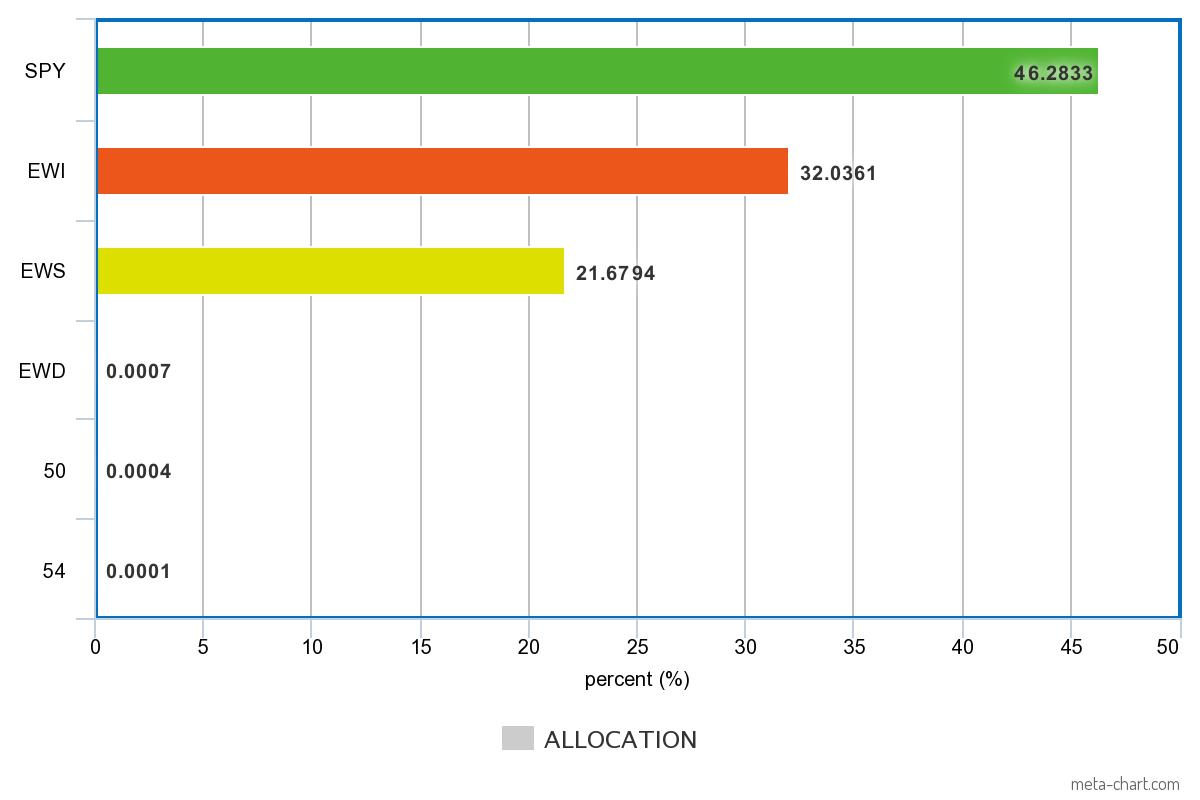 SPY 46.2833
EWI 32.0361
EWS 21.6794
EWD 0.0007
50 0.0004
54 0.0001
0 5 10 15 20 25 30 35 40 45 50
percent (%)
ALLOCATION
meta-chart.com